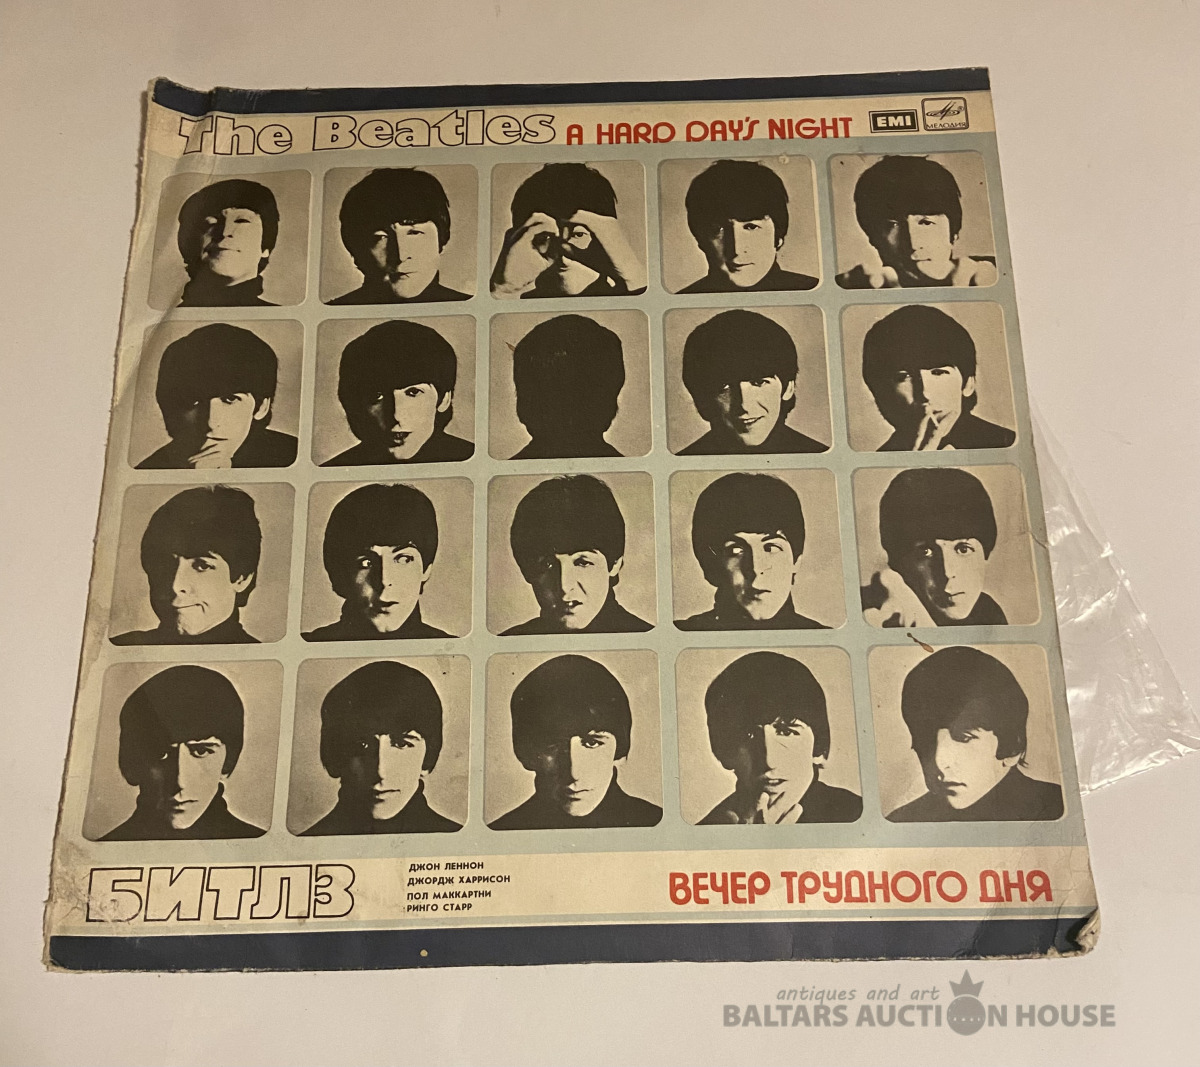 The Beatles A HARD DAY'S NIGHT EMI МЕЛОДИЯ
БИТЛЗ
ДЖОН ЛЕННОН
ДЖОРДЖ ХАРРИСОН
ПОЛ МАККАРТНИ
РИНГО СТАРР
ВЕЧЕР ТРУДНОГО ДНЯ
antiques and art
BALTARS AUCTION HOUSE